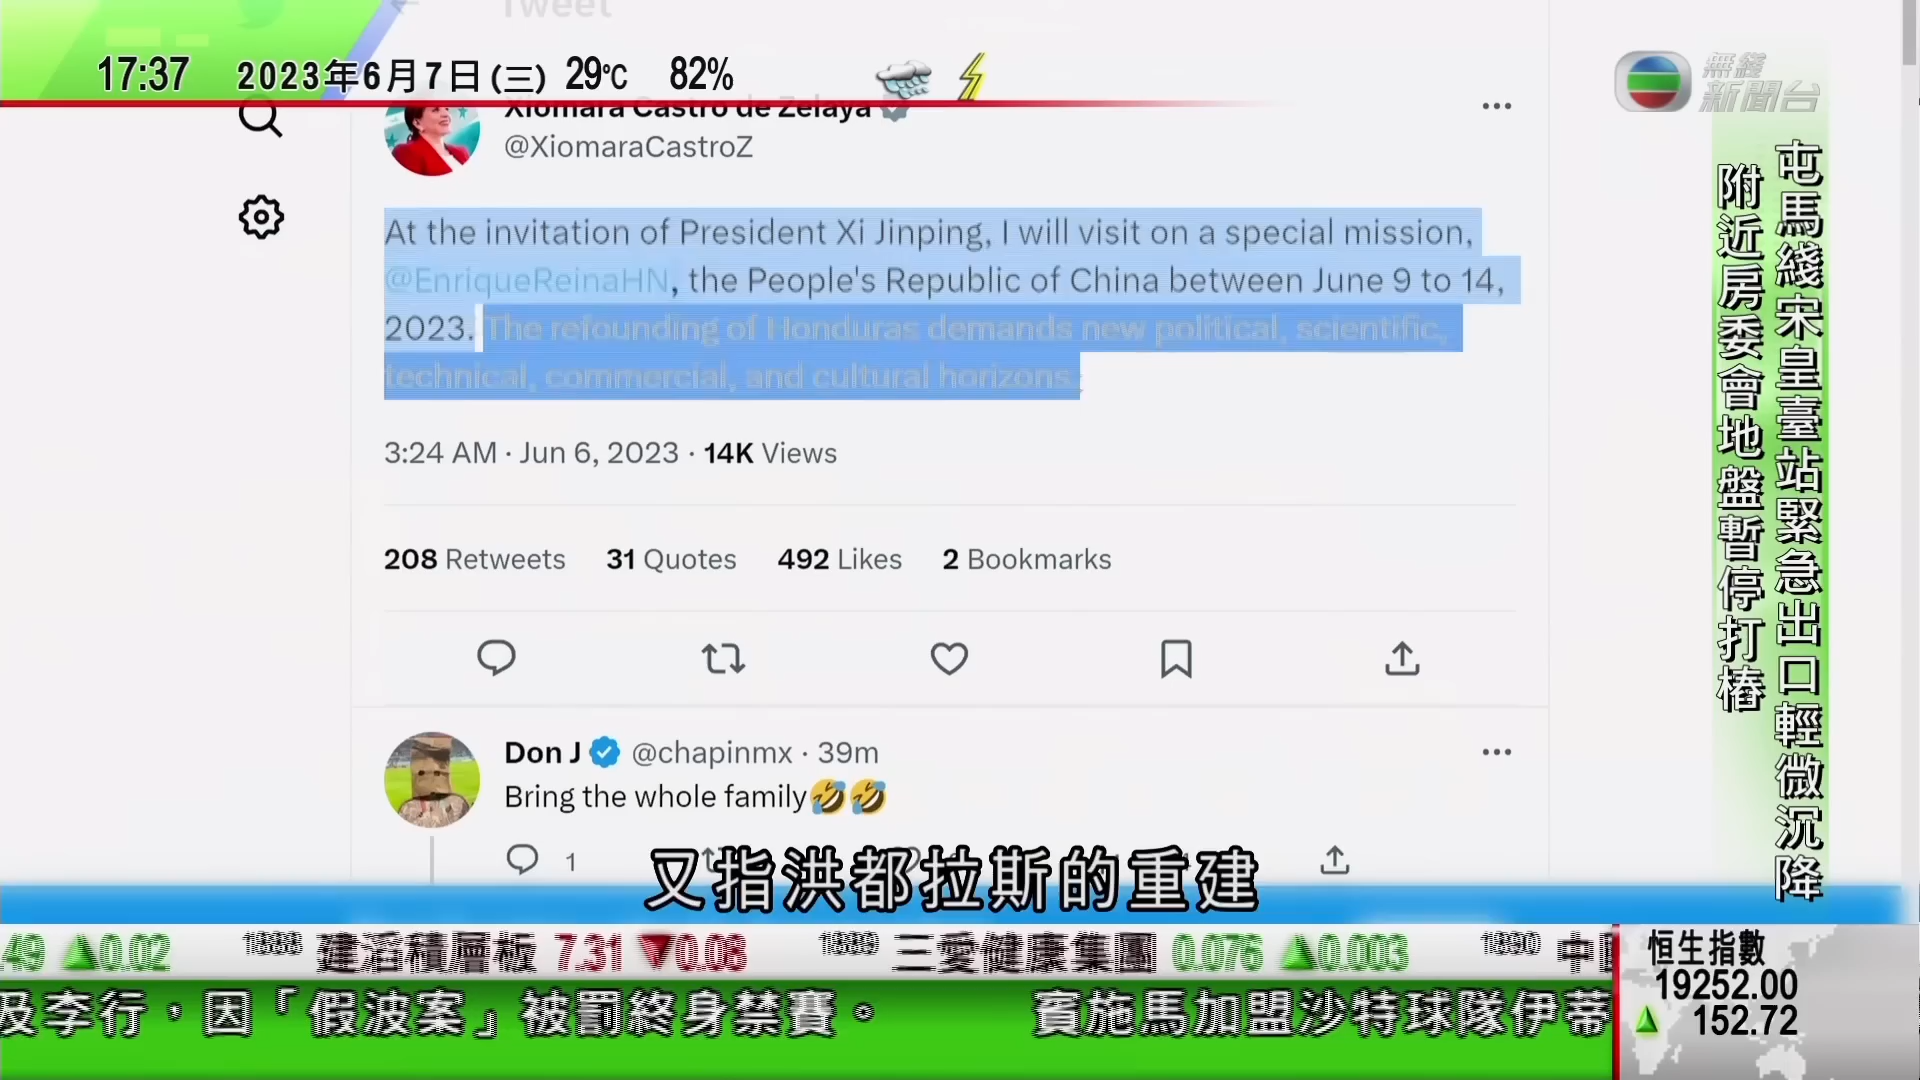 Tweet
17:37 2023年6月7日(三) 29℃ 82%
無綫
新聞台
Xiomara Castro de Zelaya
@XiomaraCastroZ
At the invitation of President Xi Jinping, I will visit on a special mission,
@EnriqueReinaHN, the People's Republic of China between June 9 to 14,
2023. The refounding of Honduras demands new political, scientific,
technical, commercial, and cultural horizons.
3:24 AM · Jun 6, 2023 · 14K Views
208 Retweets 31 Quotes 492 Likes 2 Bookmarks
Don J @chapinmx · 39m
Bring the whole family🤣🤣
1
屯馬綫宋皇臺站緊急出口輕微沉降
附近房委會地盤暫停打樁
又指洪都拉斯的重建
49 ▲0.02 1888 建滔積層板 7.31 ▼0.08 1889 三愛健康集團 0.076 ▲0.003 1890 中
及李行，因「假波案」被罰終身禁賽。 賓施馬加盟沙特球隊伊蒂
恒生指數
19252.00
▲ 152.72